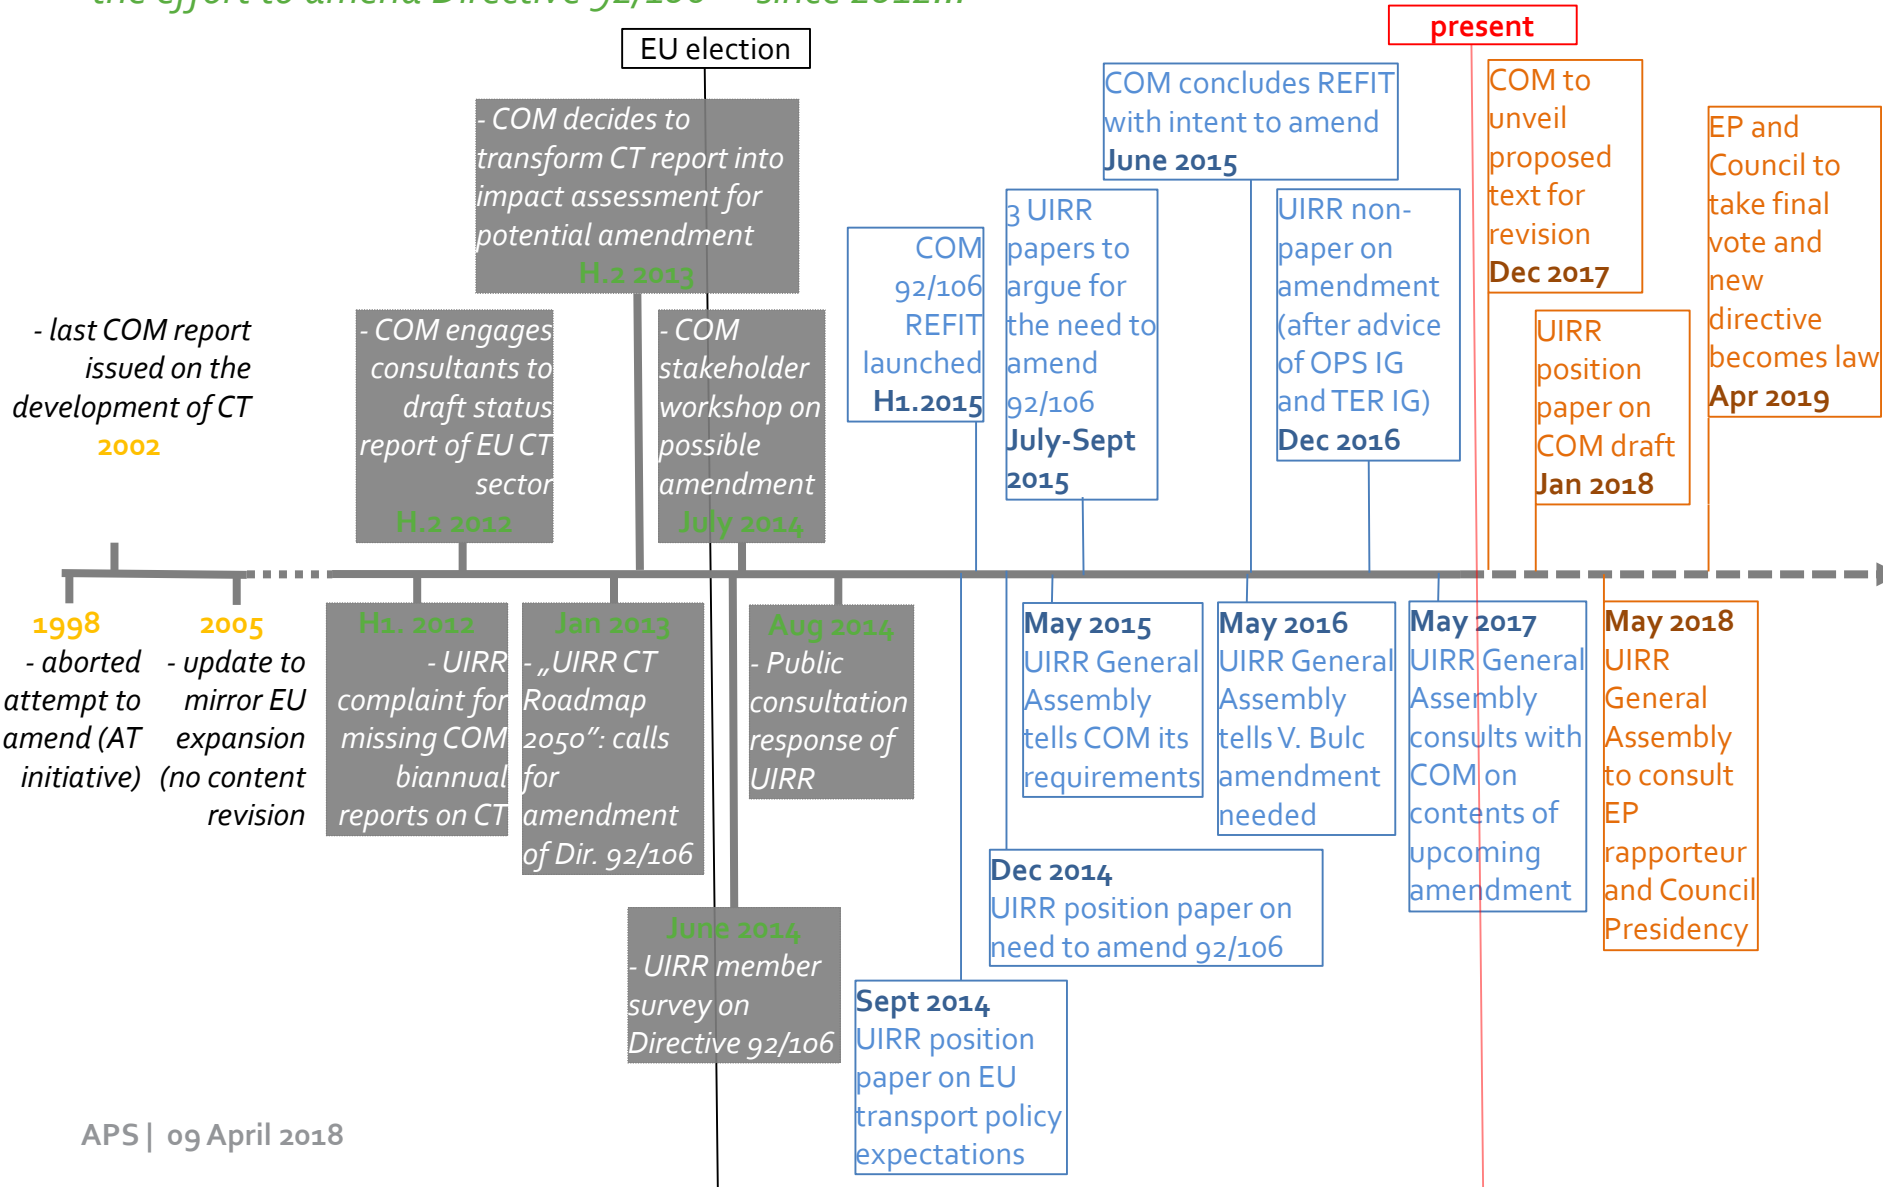 the effort to amend Directive 92/106 – since 2012...
EU election
present
- COM decides to
transform CT report into
impact assessment for
potential amendment
H.2 2013
COM concludes REFIT
with intent to amend
June 2015
COM to
unveil
proposed
text for
revision
Dec 2017
EP and
Council to
take final
vote and
new
directive
becomes law
Apr 2019
- last COM report
issued on the
development of CT
2002
- COM engages
consultants to
draft status
report of EU CT
sector
H.2 2012
- COM
stakeholder
workshop on
possible
amendment
July 2014
COM
92/106
REFIT
launched
H1.2015
3 UIRR
papers to
argue for
the need to
amend
92/106
July-Sept
2015
UIRR non-
paper on
amendment
(after advice
of OPS IG
and TER IG)
Dec 2016
UIRR
position
paper on
COM draft
Jan 2018
1998
- aborted
attempt to
amend (AT
initiative)
2005
- update to
mirror EU
expansion
(no content
revision
H1. 2012
- UIRR
complaint for
missing COM
biannual
reports on CT
Jan 2013
- „UIRR CT
Roadmap
2050”: calls
for
amendment
of Dir. 92/106
Aug 2014
- Public
consultation
response of
UIRR
May 2015
UIRR General
Assembly
tells COM its
requirements
May 2016
UIRR General
Assembly
tells V. Bulc
amendment
needed
May 2017
UIRR General
Assembly
consults with
COM on
contents of
upcoming
amendment
May 2018
UIRR
General
Assembly
to consult
EP
rapporteur
and Council
Presidency
June 2014
- UIRR member
survey on
Directive 92/106
Dec 2014
UIRR position paper on
need to amend 92/106
Sept 2014
UIRR position
paper on EU
transport policy
expectations
APS | 09 April 2018